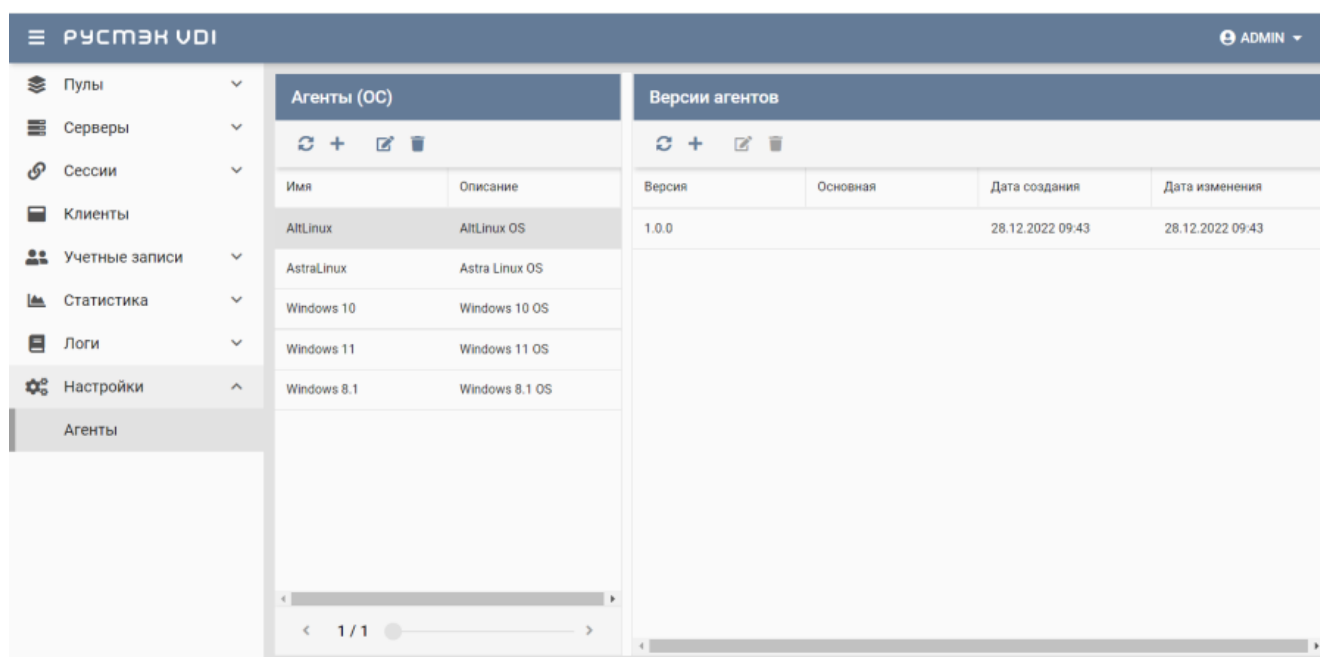 РУСТЭК VDI
ADMIN
Пулы
Серверы
Сессии
Клиенты
Учетные записи
Статистика
Логи
Настройки
Агенты
Агенты (ОС)
Имя Описание
AltLinux AltLinux OS
AstraLinux Astra Linux OS
Windows 10 Windows 10 OS
Windows 11 Windows 11 OS
Windows 8.1 Windows 8.1 OS
1 / 1
Версии агентов
Версия Основная Дата создания Дата изменения
1.0.0 28.12.2022 09:43 28.12.2022 09:43